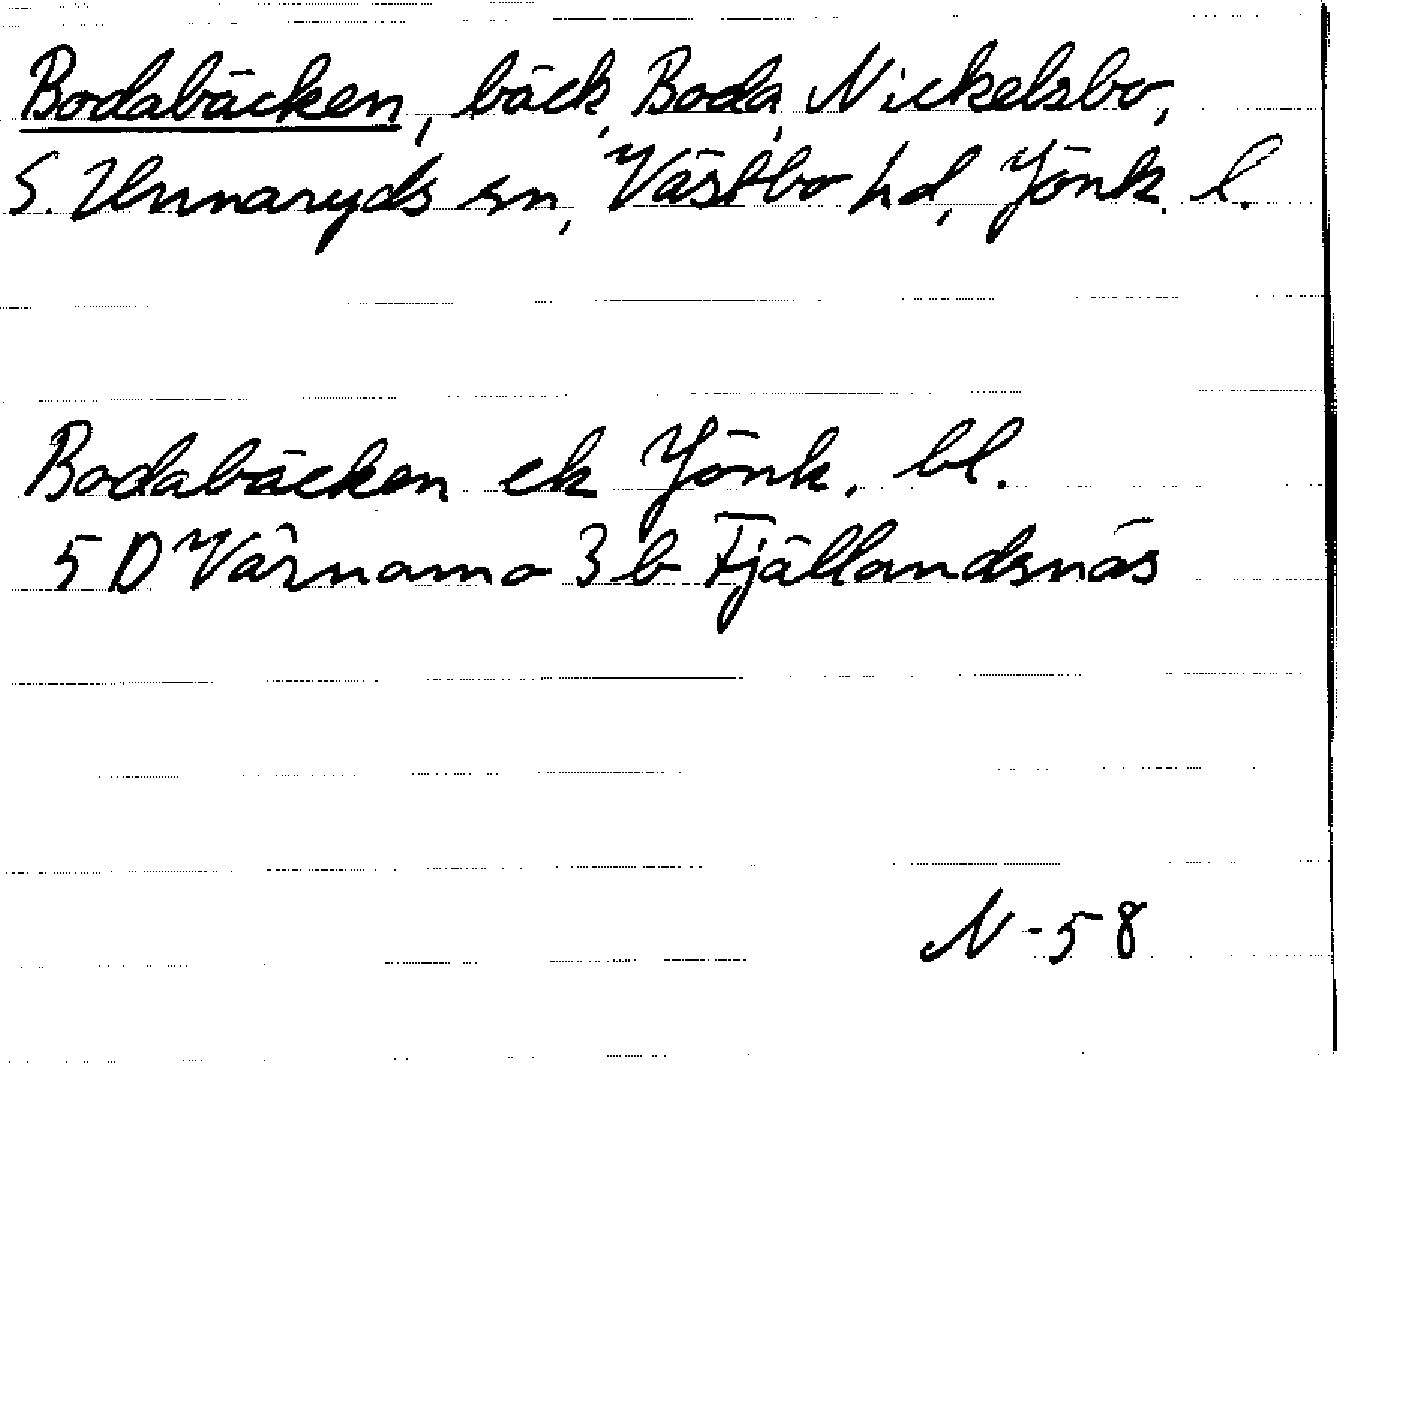 Bodabäcken, bäck, Boda, Nickelsbo,
S. Unnaryds sn, Västbo hd, Jönk. l.
Bodabäcken ek Jönk. bl.
5 D Värnamo 3 b Fjällandsnäs
N-58